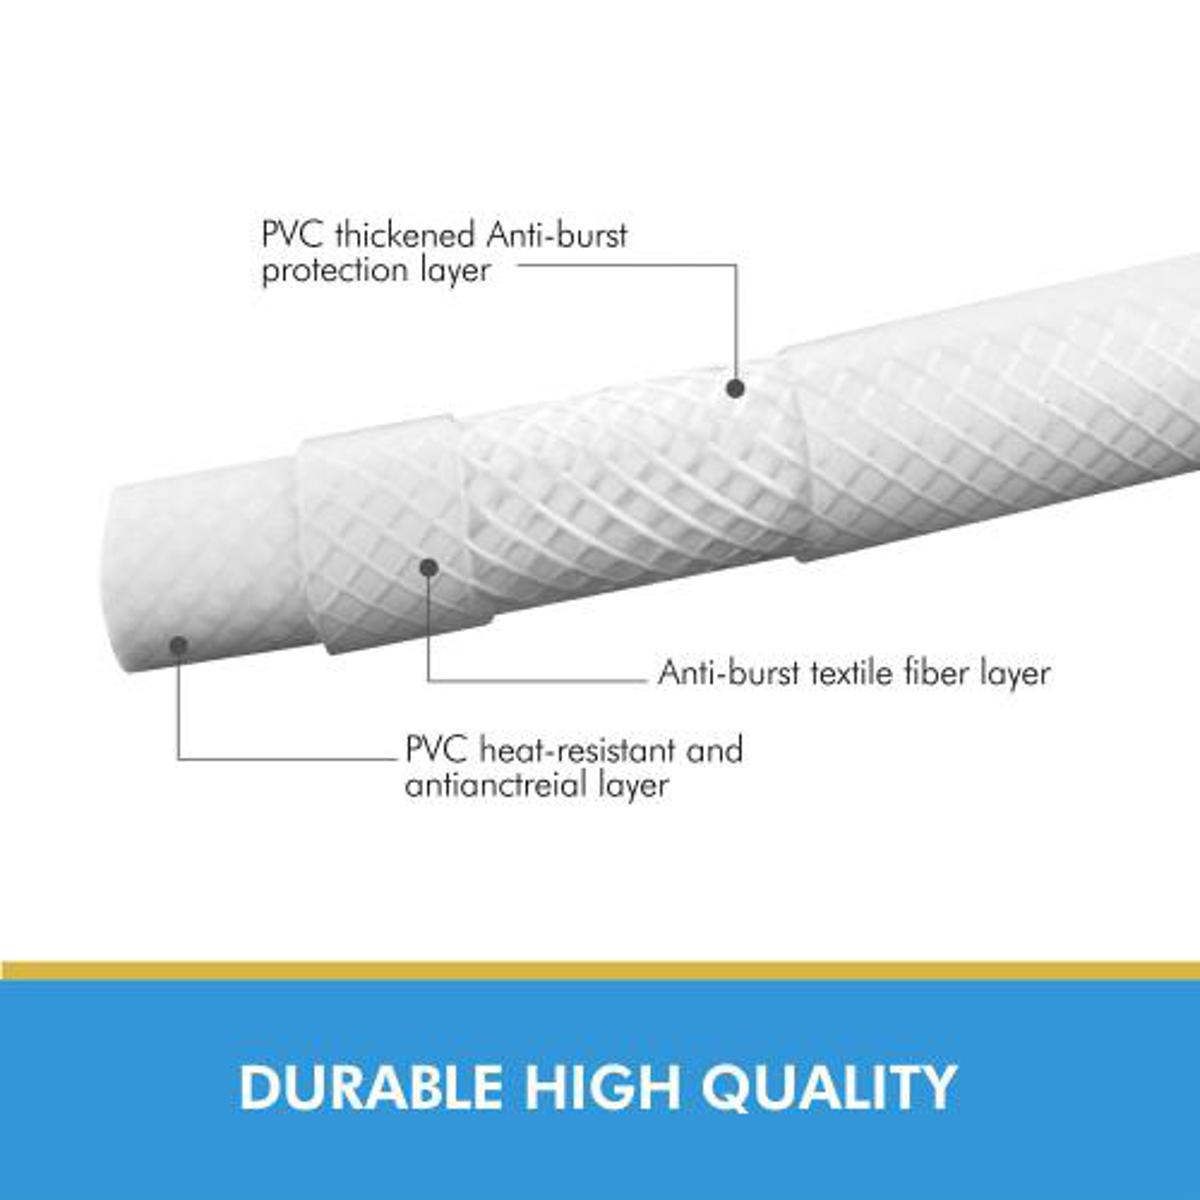 PVC thickened Anti-burst
protection layer
Anti-burst textile fiber layer
PVC heat-resistant and
antianctreial layer
DURABLE HIGH QUALITY